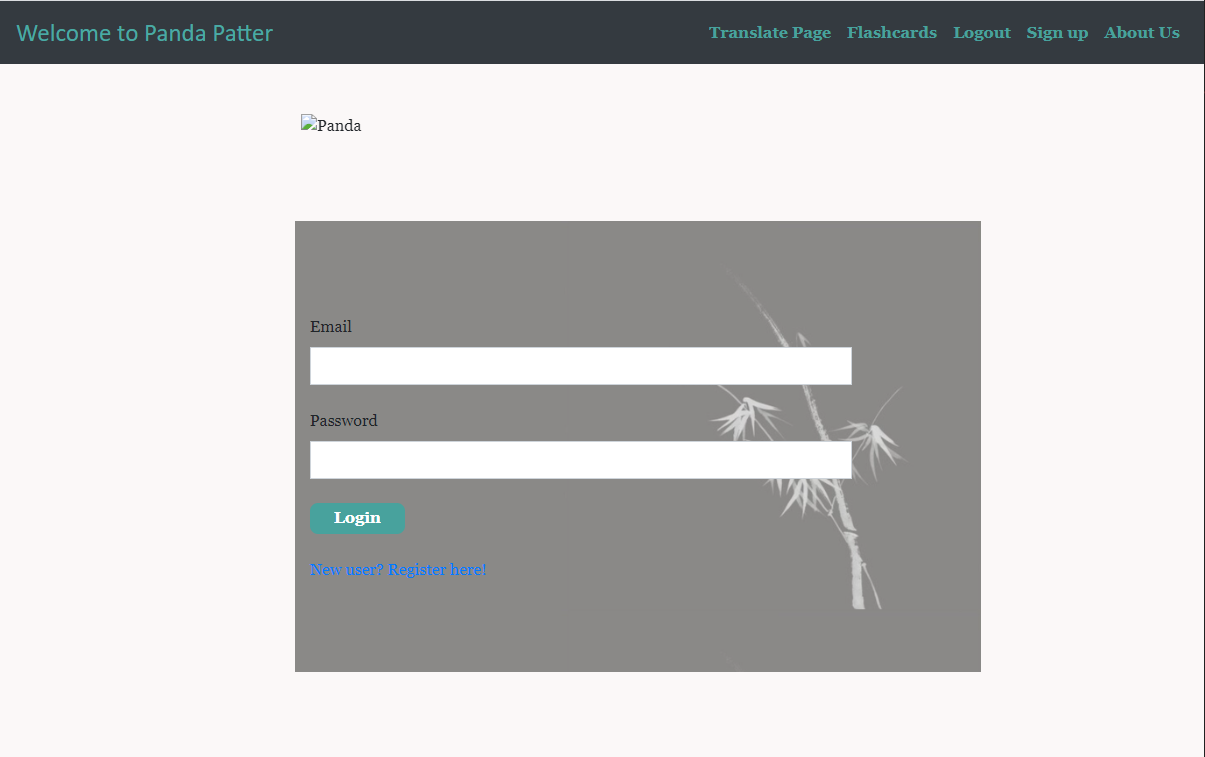 Welcome to Panda Patter
Translate Page Flashcards Logout Sign up About Us
Panda
Email
Password
Login
New user? Register here!